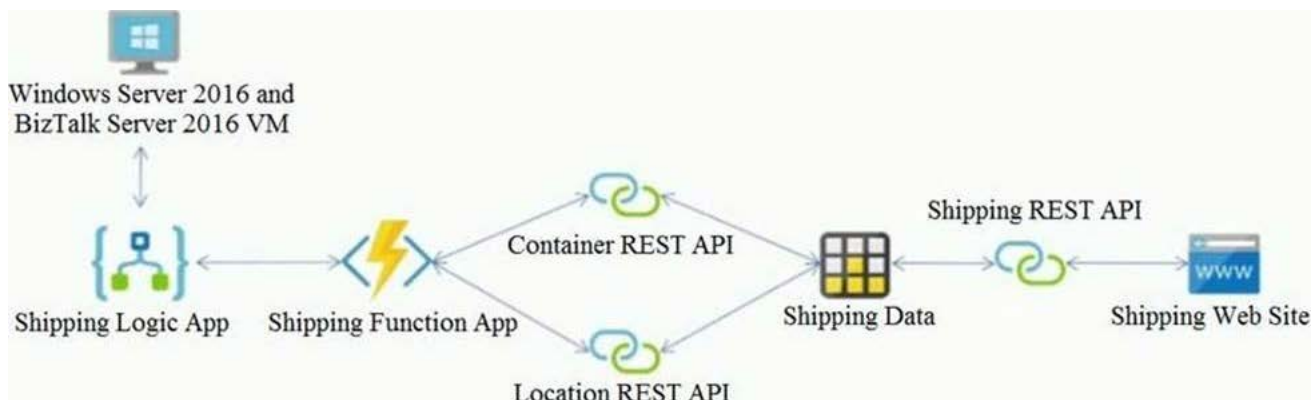 Windows Server 2016 and
BizTalk Server 2016 VM
Shipping REST API
Container REST API
www
Shipping Logic App
Shipping Function App
Shipping Data
Shipping Web Site
Location REST API